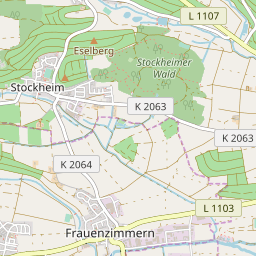 L 1107
Eselberg
Stockheimer
Wald
Stockheim
K 2063
K 2063
K 2064
L 1103
Frauenzimmern